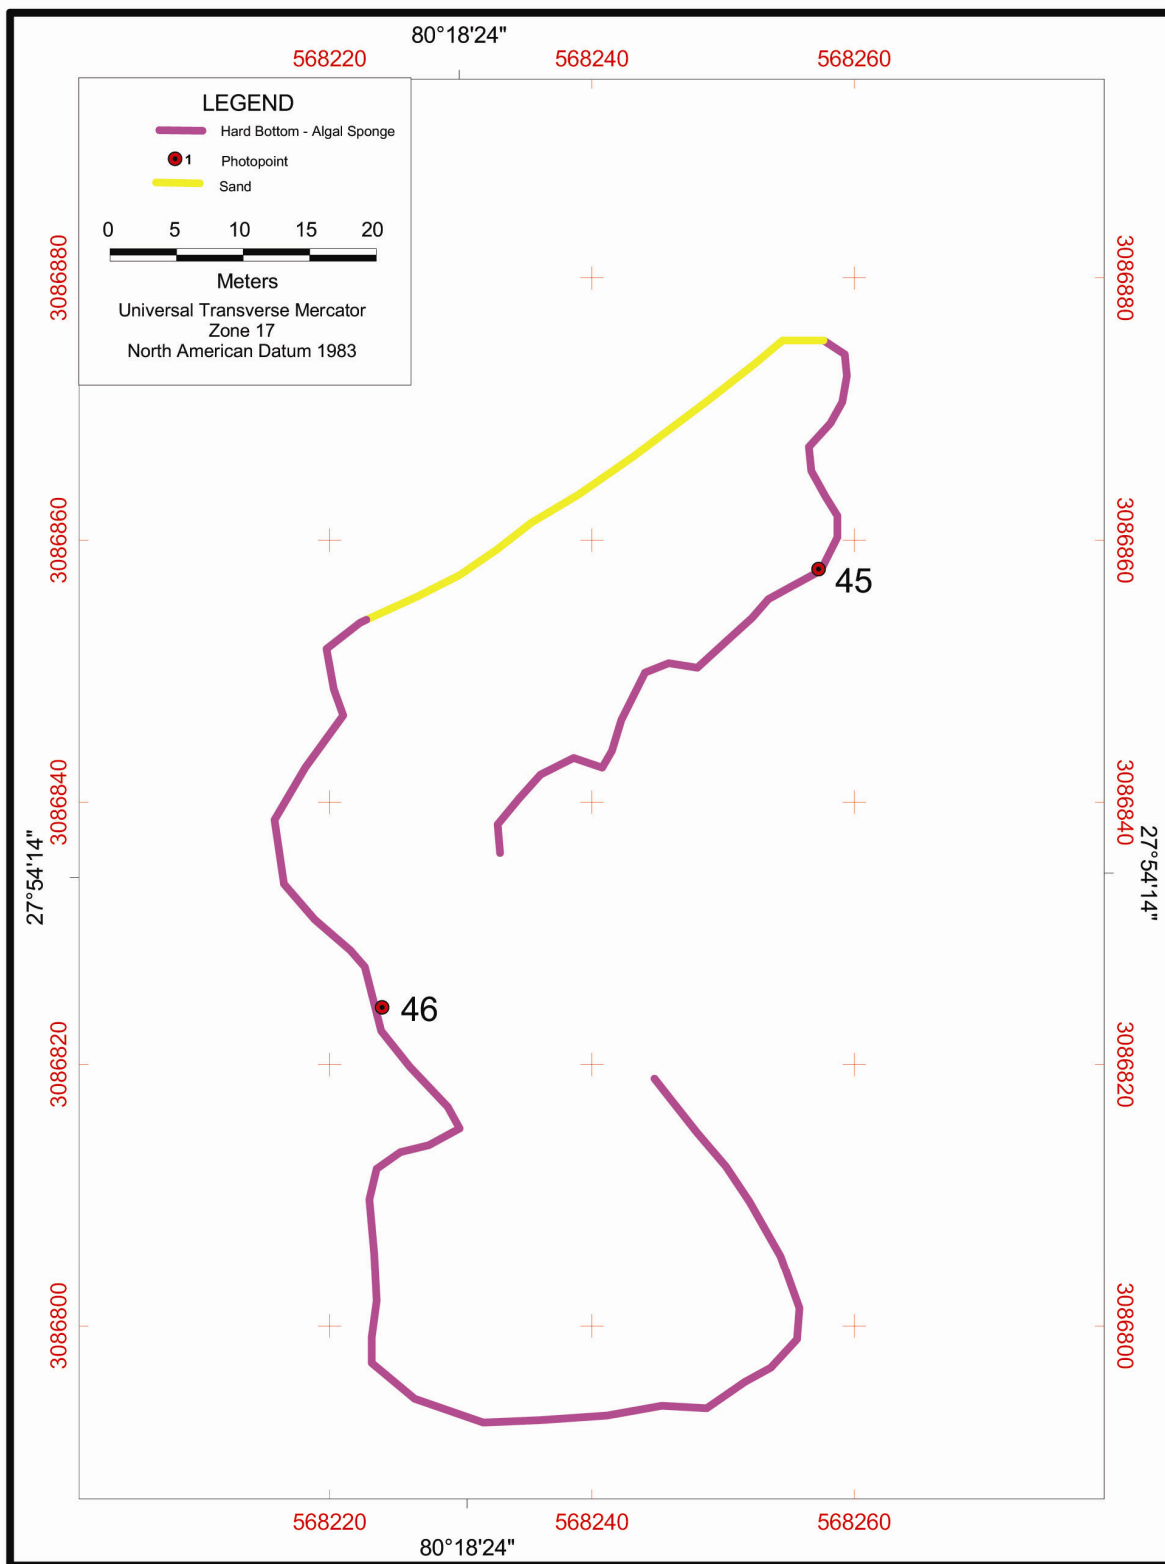 80°18'24"
568220 568240 568260
LEGEND
Hard Bottom - Algal Sponge
1 Photopoint
Sand
0 5 10 15 20
Meters
Universal Transverse Mercator
Zone 17
North American Datum 1983
3086880 3086880
3086860 3086860
45
3086840 3086840
27°54'14" 27°54'14"
46
3086820 3086820
3086800 3086800
568220 568240 568260
80°18'24"